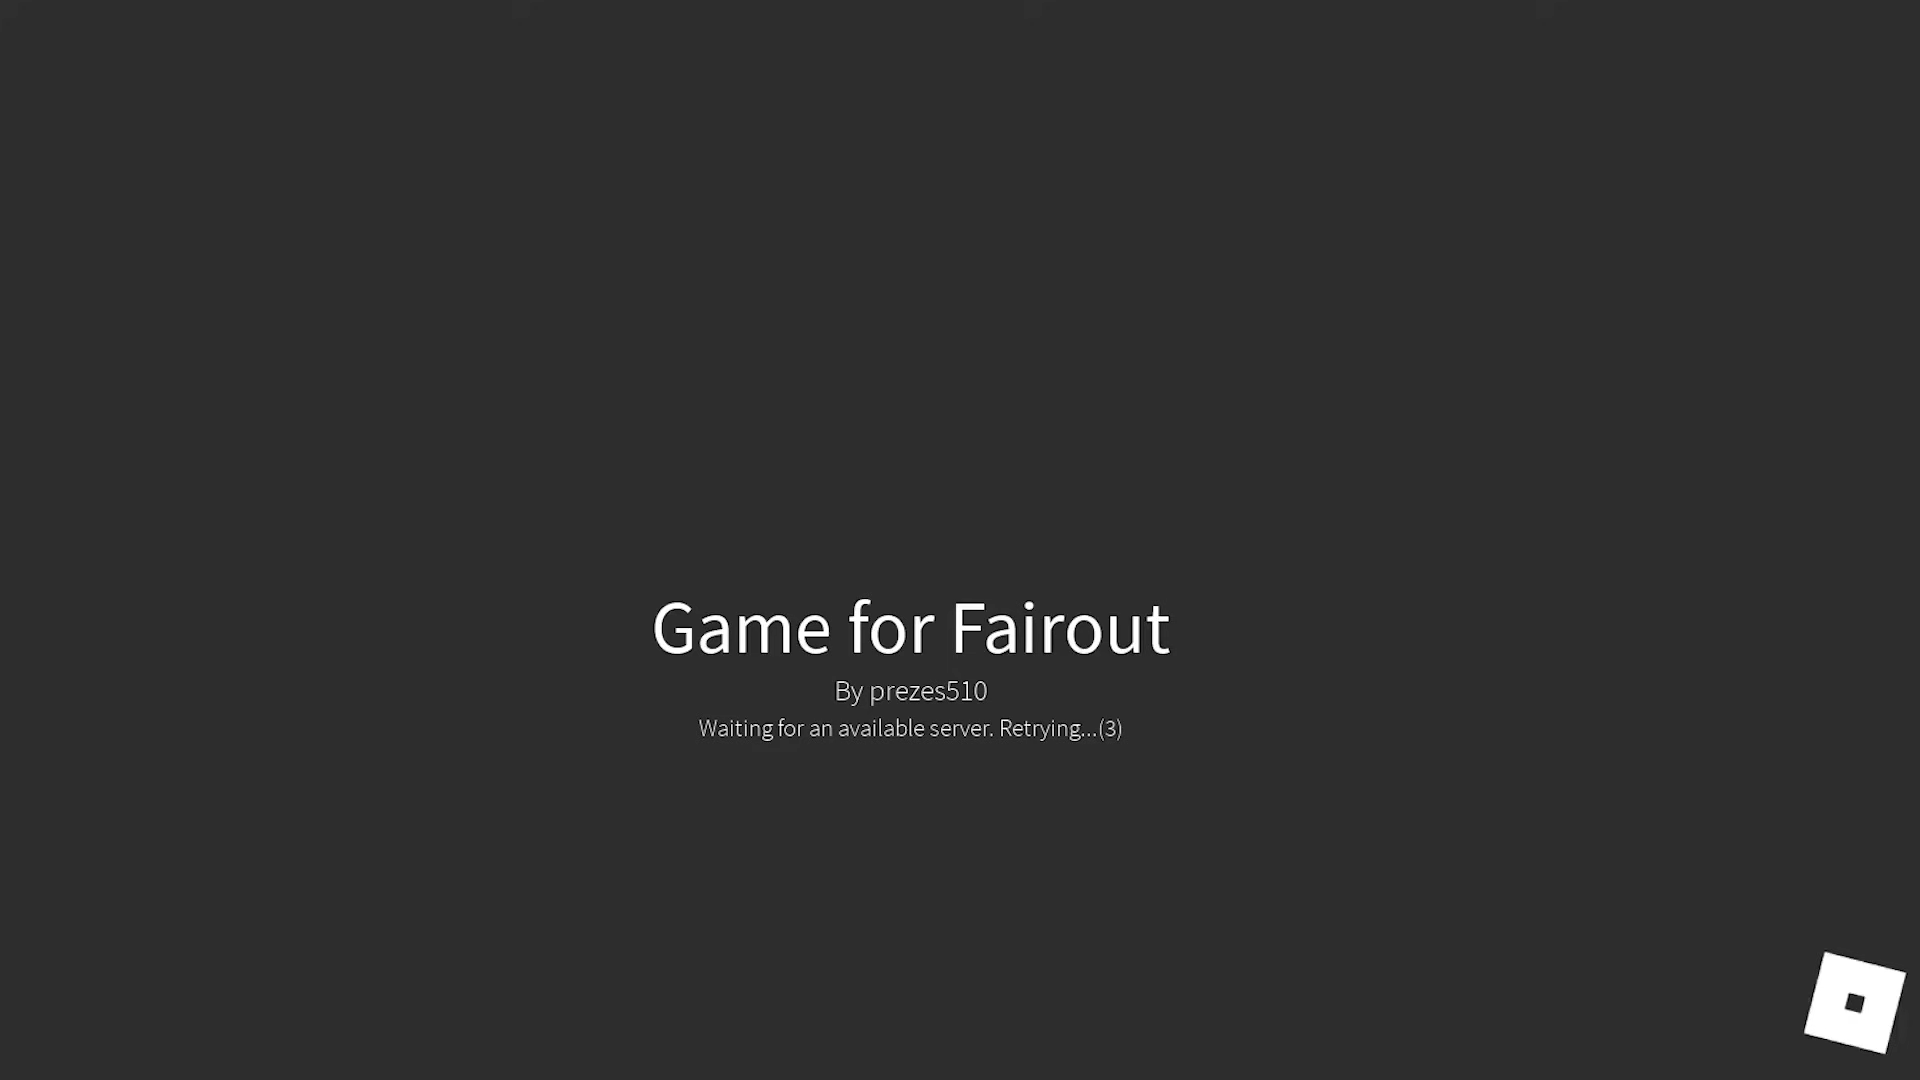 Game for Fairout
By prezes510
Waiting for an available server. Retrying...(3)